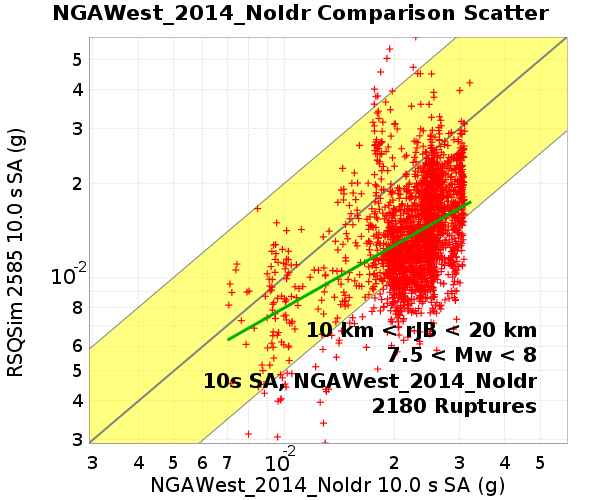 NGAWest_2014_NoIdr Comparison Scatter
RSQSim 2585 10.0 s SA (g)
5
4
3
2
10⁻²
8
6
5
4
3
10 km < rJB < 20 km
7.5 < Mw < 8
10s SA, NGAWest_2014_NoIdr
2180 Ruptures
3 4 5 6 7 10⁻² 2 3 4 5
NGAWest_2014_NoIdr 10.0 s SA (g)